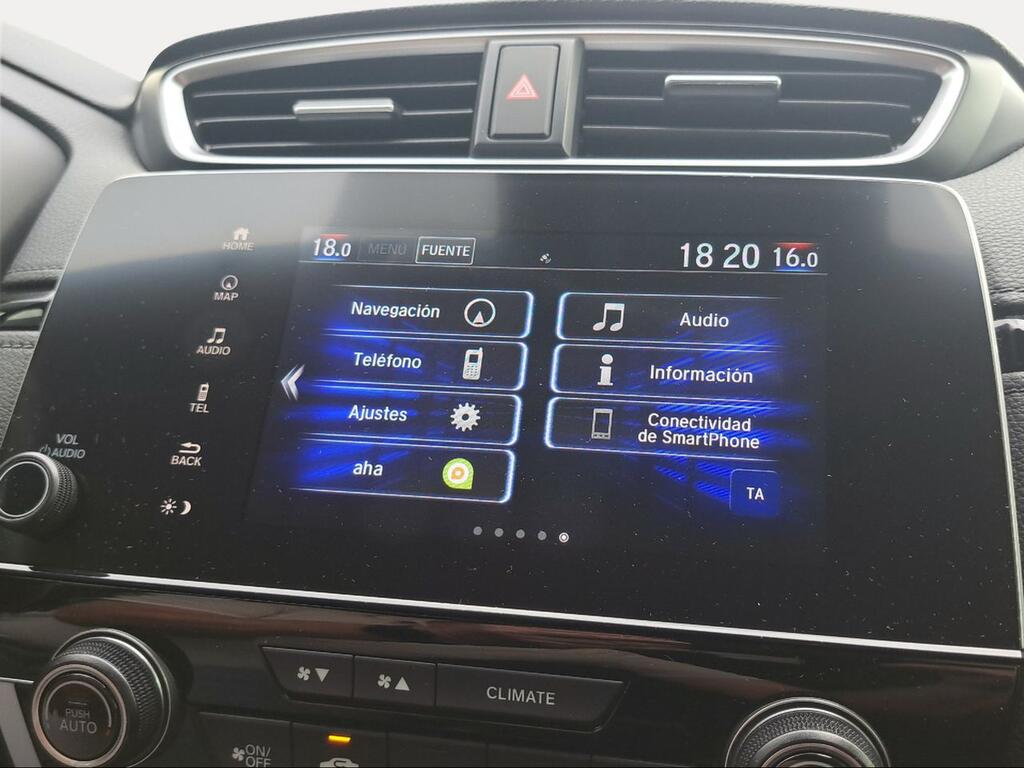 HOME
MAP
AUDIO
TEL
BACK
VOL
AUDIO
18.0 MENÚ FUENTE 18 20 16.0
Navegación
Teléfono
Ajustes
aha
Audio
Información
Conectividad
de SmartPhone
TA
CLIMATE
PUSH
AUTO
ON/
OFF